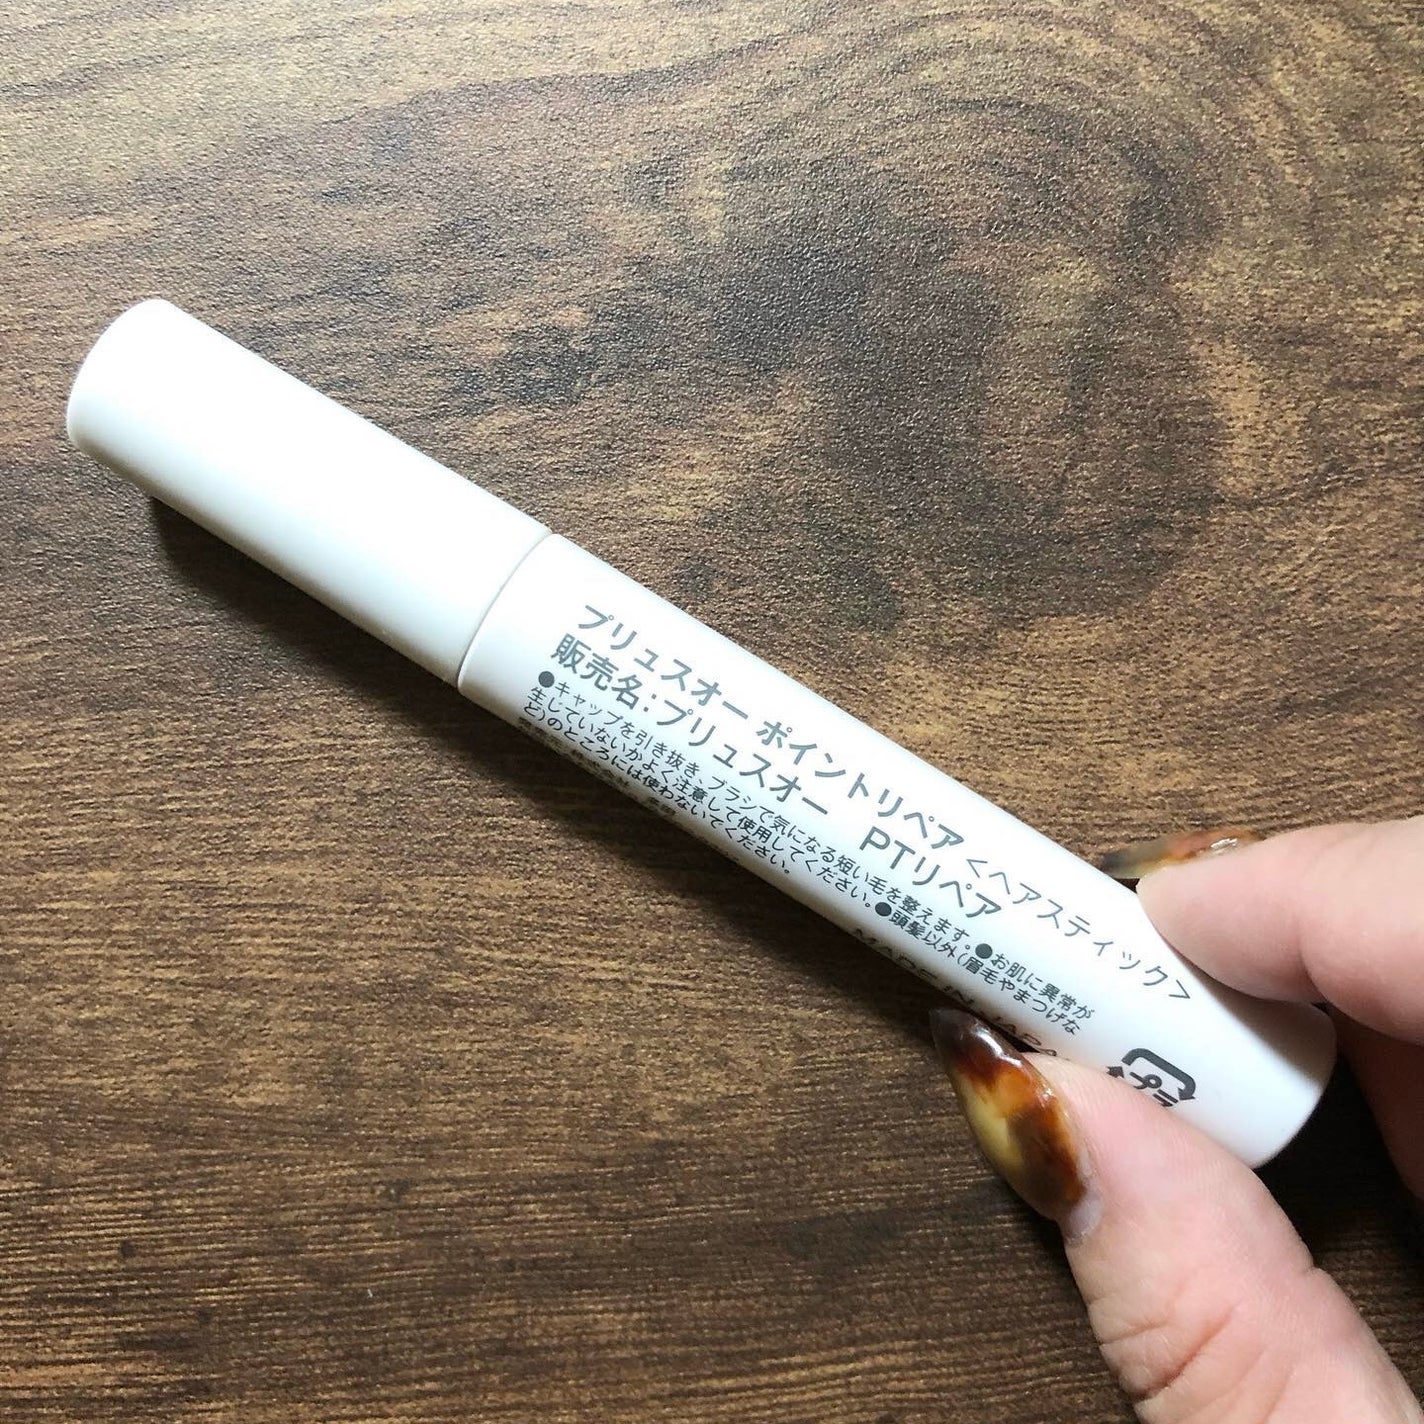 プリュスオー ポイントリペア <ヘアスティック>
販売名:プリュスオー PTリペア
●キャップを引き抜き、ブラシで気になる短い毛を整えます。●お肌に異常が
生じていないかよく注意して使用してください。●頭髪以外(眉毛やまつげな
ど)のところには使わないでください。
MADE IN JAPA
プラ